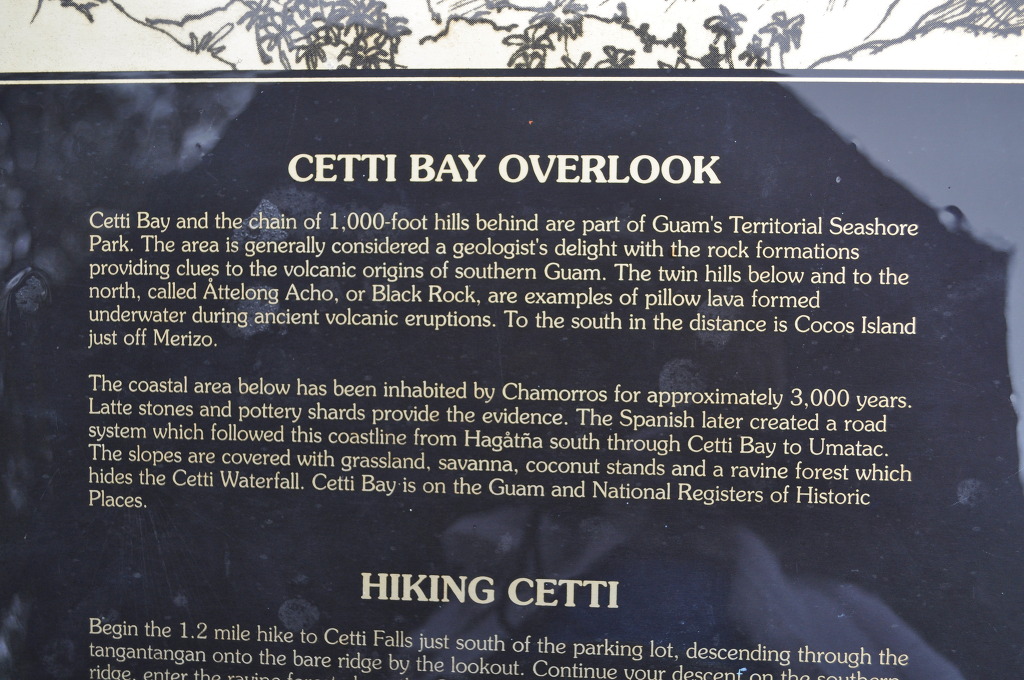 CETTI BAY OVERLOOK
Cetti Bay and the chain of 1,000-foot hills behind are part of Guam's Territorial Seashore
Park. The area is generally considered a geologist's delight with the rock formations
providing clues to the volcanic origins of southern Guam. The twin hills below and to the
north, called Åttelong Acho, or Black Rock, are examples of pillow lava formed
underwater during ancient volcanic eruptions. To the south in the distance is Cocos Island
just off Merizo.
The coastal area below has been inhabited by Chamorros for approximately 3,000 years.
Latte stones and pottery shards provide the evidence. The Spanish later created a road
system which followed this coastline from Hagåtña south through Cetti Bay to Umatac.
The slopes are covered with grassland, savanna, coconut stands and a ravine forest which
hides the Cetti Waterfall. Cetti Bay is on the Guam and National Registers of Historic
Places.
HIKING CETTI
Begin the 1.2 mile hike to Cetti Falls just south of the parking lot, descending through the
tangantangan onto the bare ridge by the lookout. Continue your descent on the southern
ridge, enter the ravine